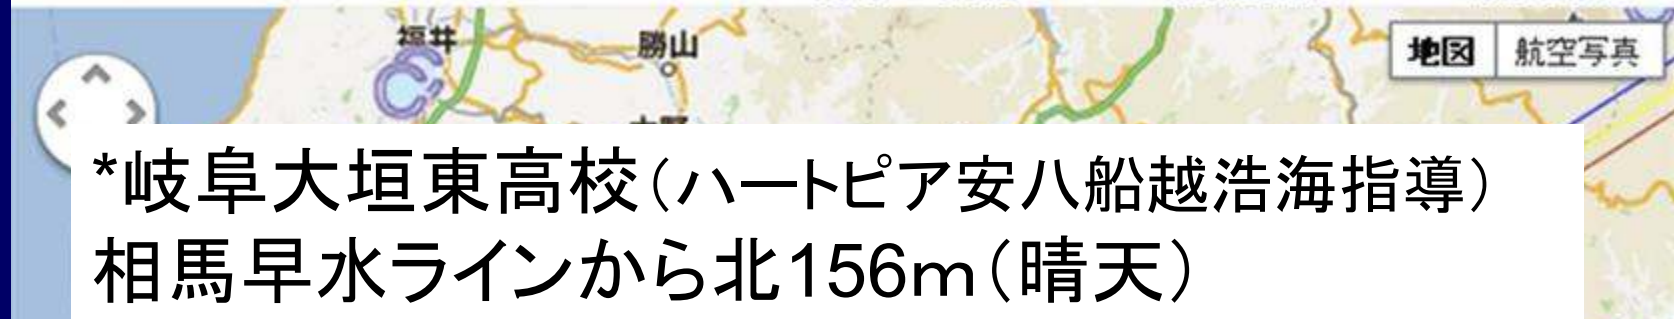 福井
勝山
地図 航空写真
*岐阜大垣東高校(ハートピア安八船越浩海指導)
相馬早水ラインから北156m(晴天)